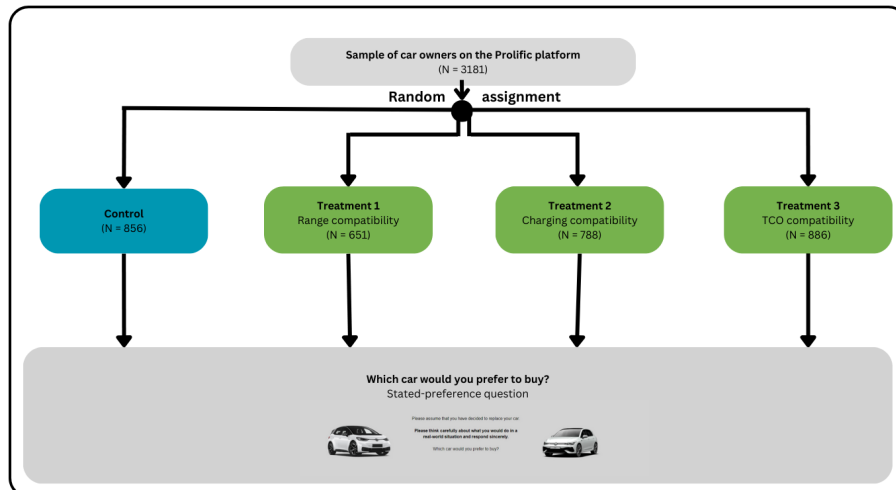 Sample of car owners on the Prolific platform
(N = 3181)
Random assignment
Control
(N = 856)
Treatment 1
Range compatibility
(N = 651)
Treatment 2
Charging compatibility
(N = 788)
Treatment 3
TCO compatibility
(N = 886)
Which car would you prefer to buy?
Stated-preference question
Please assume that you have decided to replace your car.
Please think carefully about what you would do in a
real-world situation and respond sincerely.
Which car would you prefer to buy?